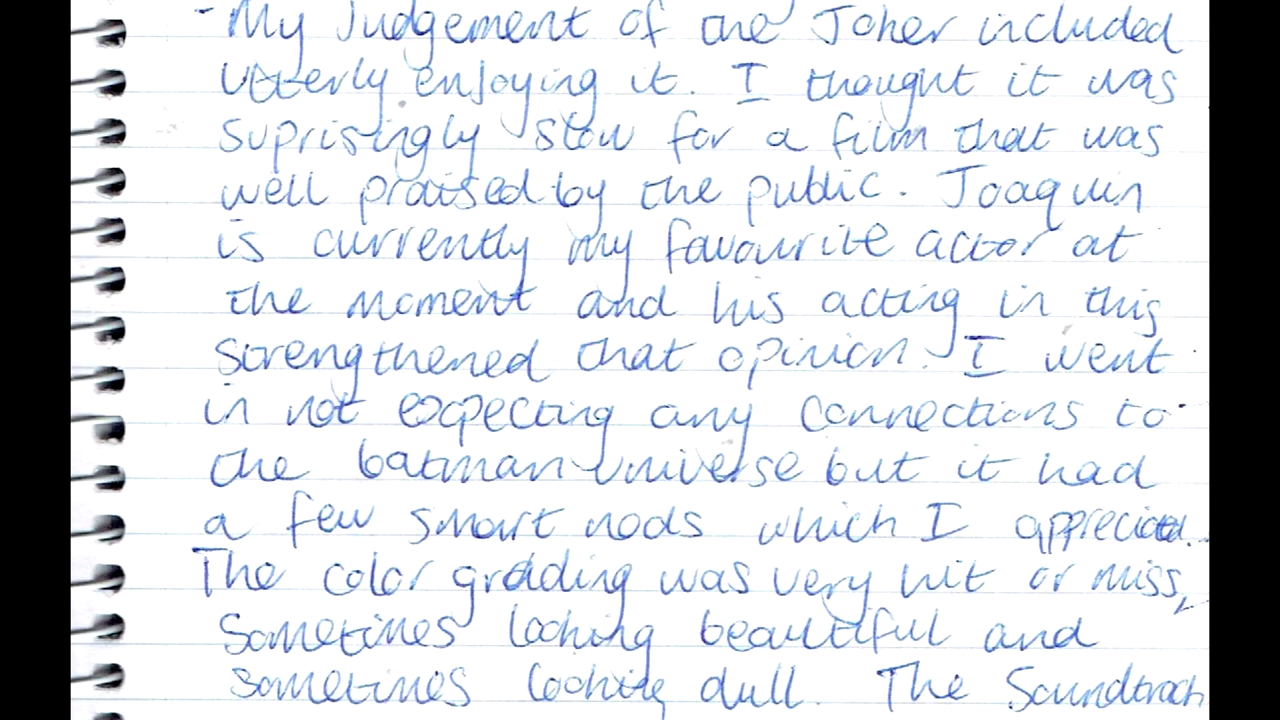 - My Judgement of the Joker included
utterly enjoying it. I thought it was
suprisingly slow for a film that was
well praised by the public. Joaquin
is currently my favourite actor at
the moment and his acting in this
strengthened that opinion. I went
in not expecting any connections to
the batman universe but it had
a few smart nods which I appreciated.
The color grading was very hit or miss,
Sometimes looking beautiful and
sometimes looking dull. The Soundtrack